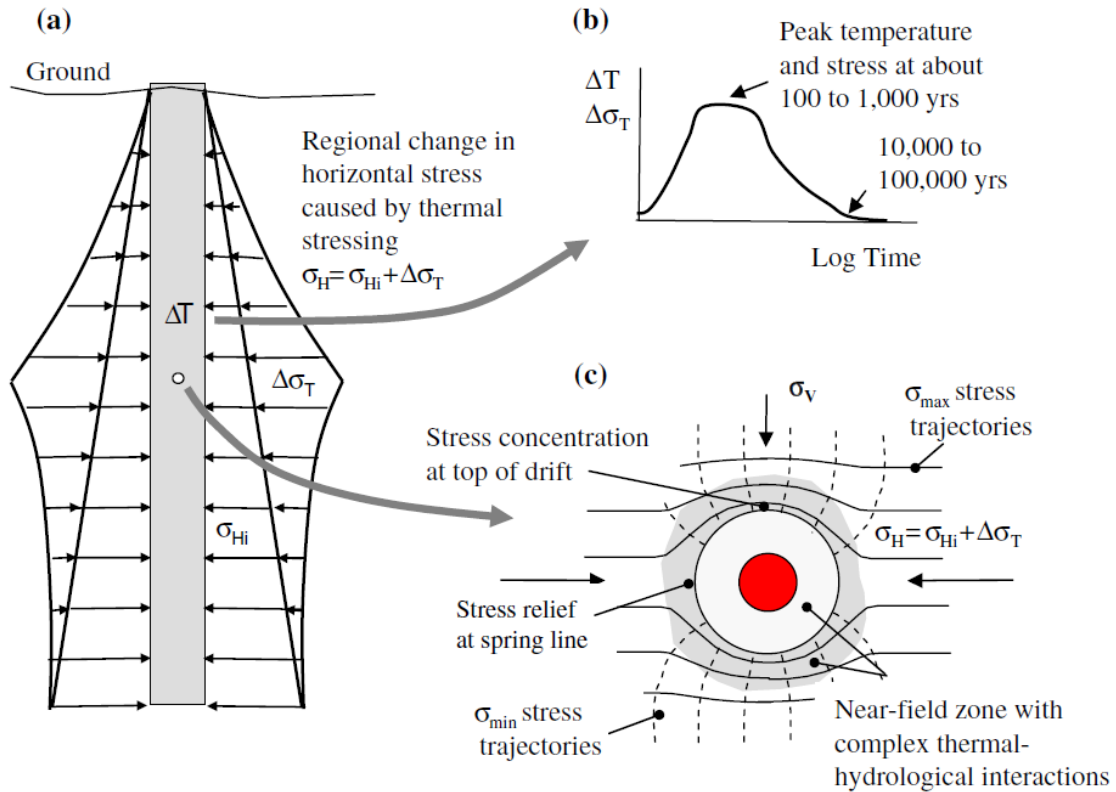 (a)
Ground
Regional change in
horizontal stress
caused by thermal
stressing
σH=σHi+ΔσT
ΔT
ΔσT
σHi
(b)
ΔT
ΔσT
Peak temperature
and stress at about
100 to 1,000 yrs
10,000 to
100,000 yrs
Log Time
(c)
σv
σmax stress
trajectories
Stress concentration
at top of drift
σH=σHi+ΔσT
Stress relief
at spring line
σmin stress
trajectories
Near-field zone with
complex thermal-
hydrological interactions